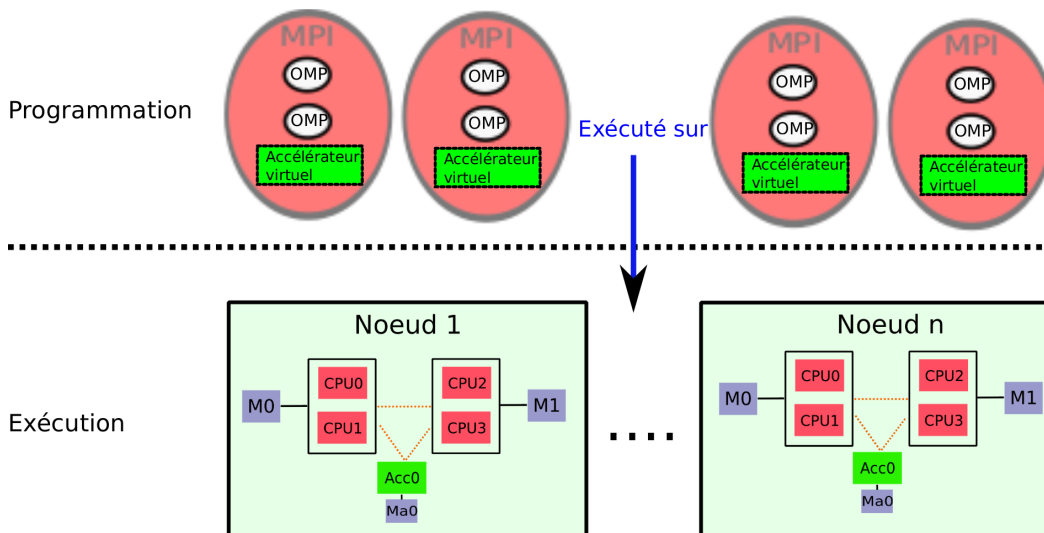 MPI
MPI
MPI
MPI
OMP
OMP
OMP
OMP
Programmation
OMP
OMP
OMP
OMP
Exécuté sur
Accélérateur
virtuel
Accélérateur
virtuel
Accélérateur
virtuel
Accélérateur
virtuel
Exécution
Noeud 1
M0
CPU0
CPU1
CPU2
CPU3
M1
Acc0
Ma0
....
Noeud n
M0
CPU0
CPU1
CPU2
CPU3
M1
Acc0
Ma0